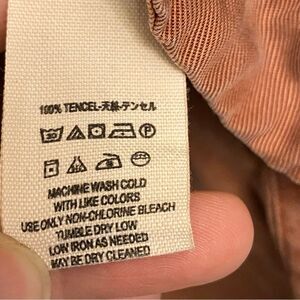 100% TENCEL-天絲-テンセル
MACHINE WASH COLD
WITH LIKE COLORS
USE ONLY NON-CHLORINE BLEACH
TUMBLE DRY LOW
LOW IRON AS NEEDED
MAY BE DRY CLEANED